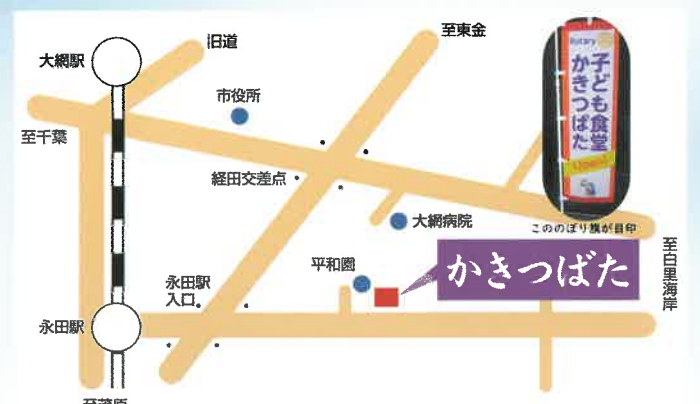 大網駅
旧道
至東金
市役所
至千葉
経田交差点
大網病院
平和園
永田駅
入口
永田駅
至茂原
至白里海岸
かきつばた
Rotary
子ども食堂
かきつばた
こののぼり旗が目印